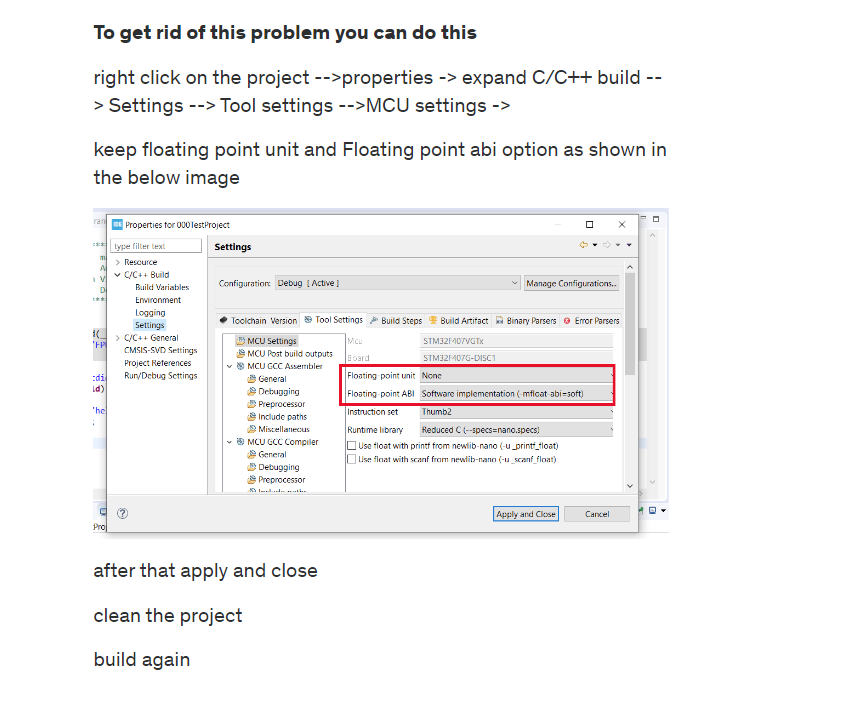 To get rid of this problem you can do this
right click on the project -->properties -> expand C/C++ build --
> Settings --> Tool settings -->MCU settings ->
keep floating point unit and Floating point abi option as shown in
the below image
IDE Properties for 000TestProject
type filter text
Settings
Resource
C/C++ Build
Build Variables
Environment
Logging
Settings
C/C++ General
CMSIS-SVD Settings
Project References
Run/Debug Settings
Configuration: Debug [ Active ] Manage Configurations...
Toolchain Version Tool Settings Build Steps Build Artifact Binary Parsers Error Parsers
MCU Settings
MCU Post build outputs
MCU GCC Assembler
General
Debugging
Preprocessor
Include paths
Miscellaneous
MCU GCC Compiler
General
Debugging
Preprocessor
Include paths
Mcu STM32F407VGTx
Board STM32F407G-DISC1
Floating-point unit None
Floating-point ABI Software implementation (-mfloat-abi=soft)
Instruction set Thumb2
Runtime library Reduced C (--specs=nano.specs)
Use float with printf from newlib-nano (-u _printf_float)
Use float with scanf from newlib-nano (-u _scanf_float)
Apply and Close Cancel
after that apply and close
clean the project
build again